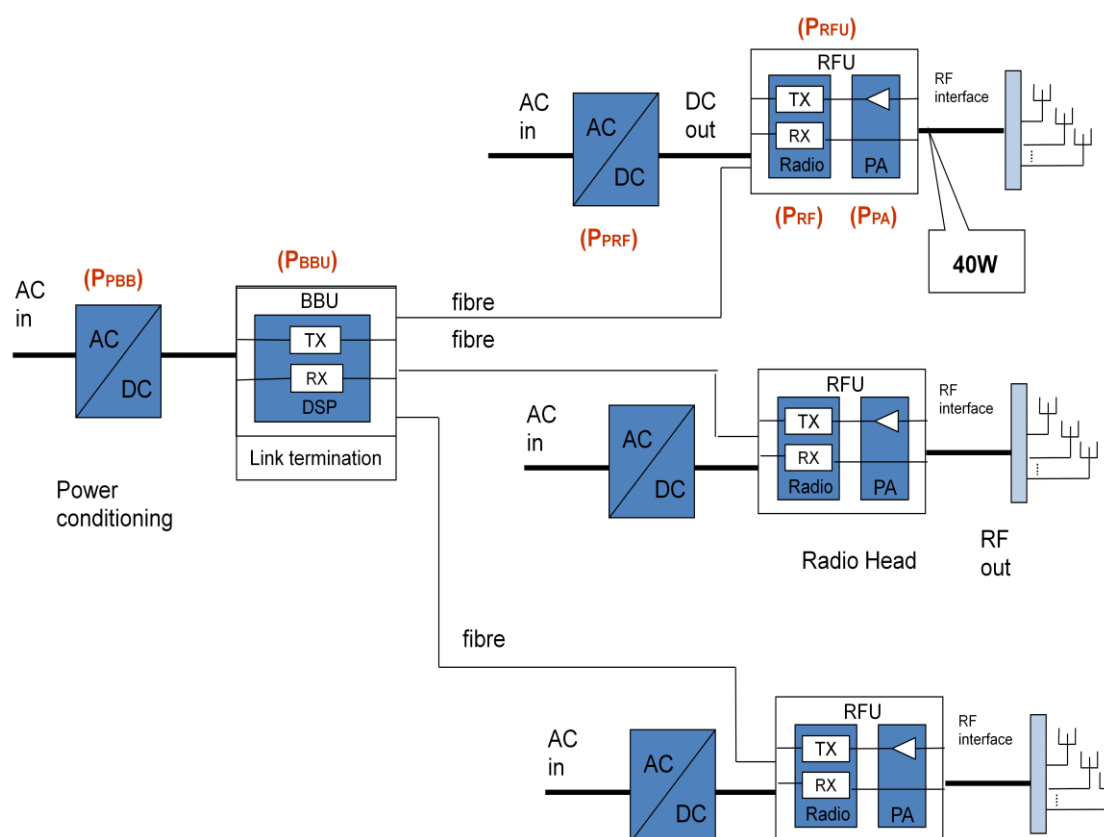 (PRFU)
RFU
AC
in
AC
DC
DC
out
TX
RX
Radio
PA
RF
interface
(PPRF)
(PRF)
(PPA)
40W
(PPBB)
(PBBU)
AC
in
AC
DC
BBU
TX
RX
DSP
Link termination
fibre
fibre
Power
conditioning
AC
in
AC
DC
RFU
TX
RX
Radio
PA
RF
interface
Radio Head
RF
out
fibre
AC
in
AC
DC
RFU
TX
RX
Radio
PA
RF
interface